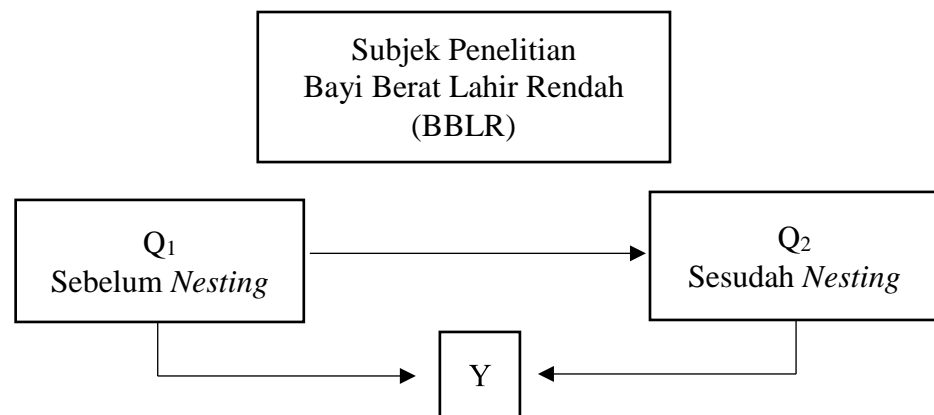 Subjek Penelitian
Bayi Berat Lahir Rendah
(BBLR)
Q₁
Sebelum Nesting
Q₂
Sesudah Nesting
Y